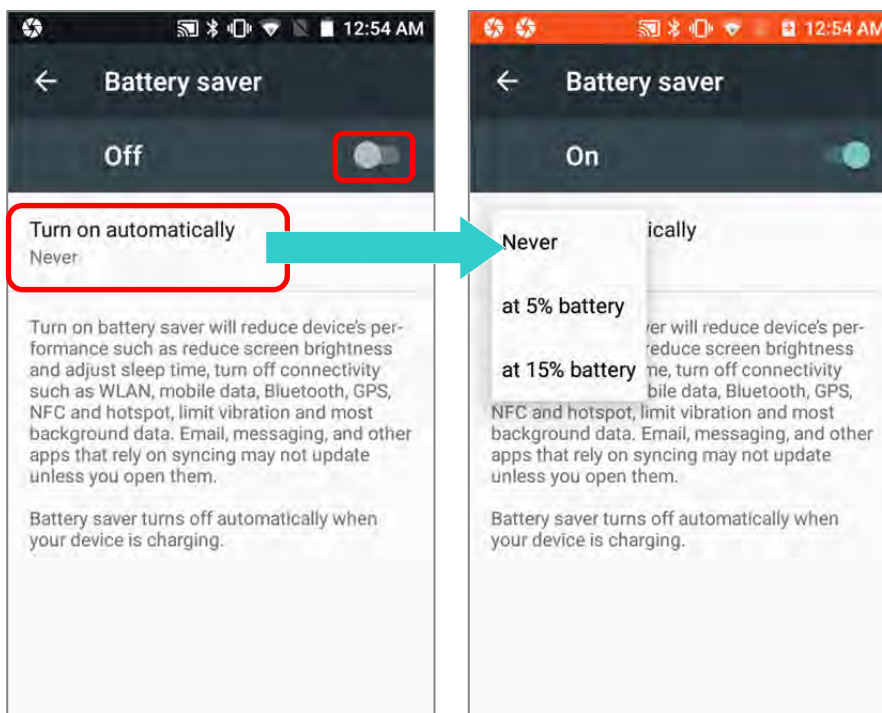 12:54 AM
Battery saver
Off
Turn on automatically
Never
Turn on battery saver will reduce device's per-
formance such as reduce screen brightness
and adjust sleep time, turn off connectivity
such as WLAN, mobile data, Bluetooth, GPS,
NFC and hotspot, limit vibration and most
background data. Email, messaging, and other
apps that rely on syncing may not update
unless you open them.
Battery saver turns off automatically when
your device is charging.
12:54 AM
Battery saver
On
ically
Never
at 5% battery
at 15% battery
er will reduce device's per-
educe screen brightness
me, turn off connectivity
bile data, Bluetooth, GPS,
NFC and hotspot, limit vibration and most
background data. Email, messaging, and other
apps that rely on syncing may not update
unless you open them.
Battery saver turns off automatically when
your device is charging.